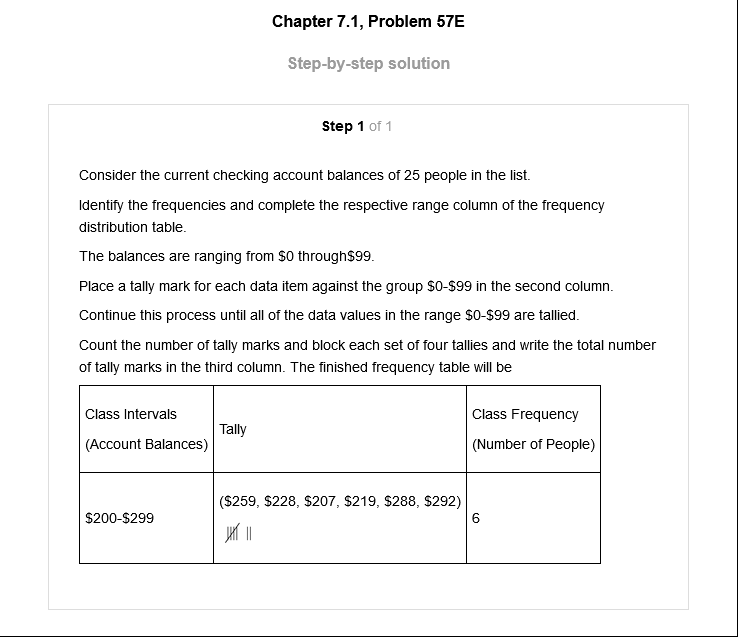 Chapter 7.1, Problem 57E
Step-by-step solution
Step 1 of 1
Consider the current checking account balances of 25 people in the list.
Identify the frequencies and complete the respective range column of the frequency
distribution table.
The balances are ranging from $0 through$99.
Place a tally mark for each data item against the group $0-$99 in the second column.
Continue this process until all of the data values in the range $0-$99 are tallied.
Count the number of tally marks and block each set of four tallies and write the total number
of tally marks in the third column. The finished frequency table will be
Class Intervals
(Account Balances)
Tally
Class Frequency
(Number of People)
$200-$299
($259, $228, $207, $219, $288, $292)
6